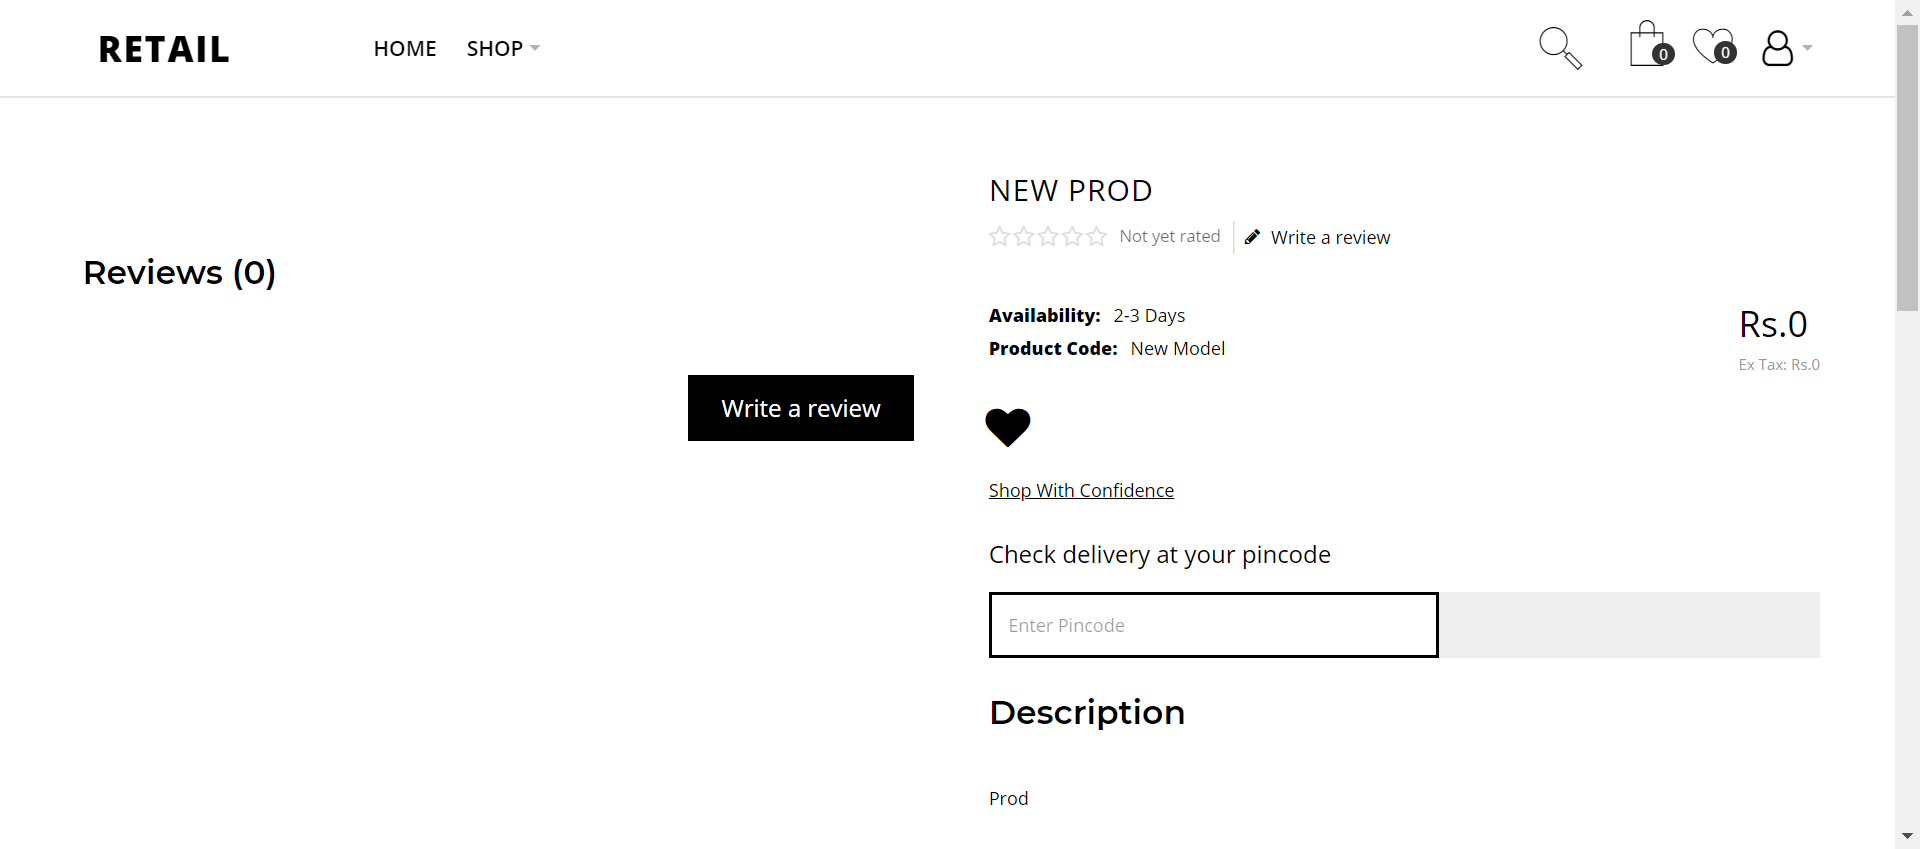 RETAIL
HOME
SHOP
0
0
NEW PROD
Not yet rated
Write a review
Reviews (0)
Availability: 2-3 Days
Product Code: New Model
Rs.0
Ex Tax: Rs.0
Write a review
Shop With Confidence
Check delivery at your pincode
Enter Pincode
Description
Prod